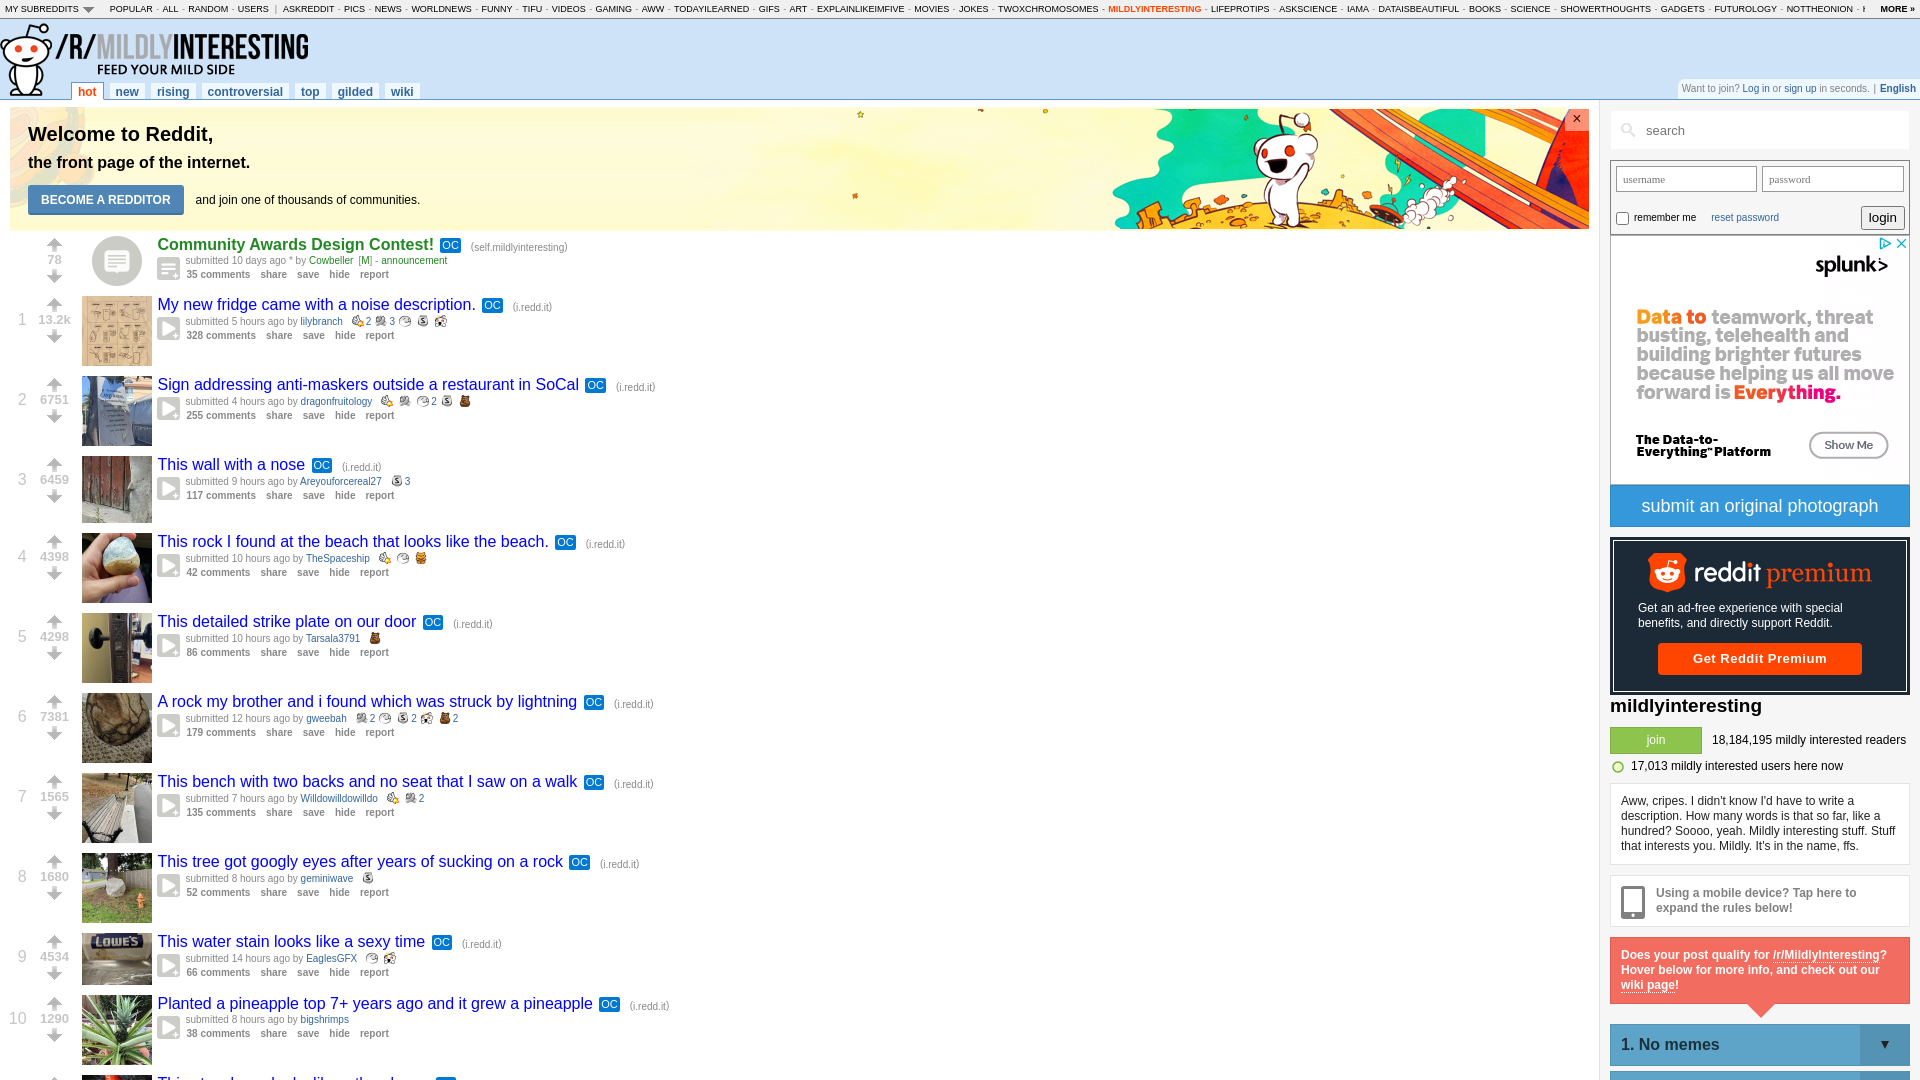 MY SUBREDDITS POPULAR - ALL - RANDOM - USERS | ASKREDDIT - PICS - NEWS - WORLDNEWS - FUNNY - TIFU - VIDEOS - GAMING - AWW - TODAYILEARNED - GIFS - ART - EXPLAINLIKEIMFIVE - MOVIES - JOKES - TWOXCHROMOSOMES - MILDLYINTERESTING - LIFEPROTIPS - ASKSCIENCE - IAMA - DATAISBEAUTIFUL - BOOKS - SCIENCE - SHOWERTHOUGHTS - GADGETS - FUTUROLOGY - NOTTHEONION - MORE »
/R/MILDLYINTERESTING
FEED YOUR MILD SIDE
hot new rising controversial top gilded wiki
Want to join? Log in or sign up in seconds. | English
Welcome to Reddit,
the front page of the internet.
BECOME A REDDITOR and join one of thousands of communities.
×
78
Community Awards Design Contest! OC (self.mildlyinteresting)
submitted 10 days ago * by Cowbeller [M] - announcement
35 comments share save hide report
1
13.2k
My new fridge came with a noise description. OC (i.redd.it)
submitted 5 hours ago by lilybranch 2 3
328 comments share save hide report
2
6751
Sign addressing anti-maskers outside a restaurant in SoCal OC (i.redd.it)
submitted 4 hours ago by dragonfruitology 2
255 comments share save hide report
3
6459
This wall with a nose OC (i.redd.it)
submitted 9 hours ago by Areyouforcereal27 3
117 comments share save hide report
4
4398
This rock I found at the beach that looks like the beach. OC (i.redd.it)
submitted 10 hours ago by TheSpaceship
42 comments share save hide report
5
4298
This detailed strike plate on our door OC (i.redd.it)
submitted 10 hours ago by Tarsala3791
86 comments share save hide report
6
7381
A rock my brother and i found which was struck by lightning OC (i.redd.it)
submitted 12 hours ago by gweebah 2 2 2
179 comments share save hide report
7
1565
This bench with two backs and no seat that I saw on a walk OC (i.redd.it)
submitted 7 hours ago by Willdowilldowilldo 2
135 comments share save hide report
8
1680
This tree got googly eyes after years of sucking on a rock OC (i.redd.it)
submitted 8 hours ago by geminiwave
52 comments share save hide report
9
4534
LOWE'S
This water stain looks like a sexy time OC (i.redd.it)
submitted 14 hours ago by EaglesGFX
66 comments share save hide report
10
1290
Planted a pineapple top 7+ years ago and it grew a pineapple OC (i.redd.it)
submitted 8 hours ago by bigshrimps
38 comments share save hide report
search
username password
remember me reset password login
splunk>
Data to teamwork, threat
busting, telehealth and
building brighter futures
because helping us all move
forward is Everything.
The Data-to-
Everything™ Platform
Show Me
submit an original photograph
reddit premium
Get an ad-free experience with special
benefits, and directly support Reddit.
Get Reddit Premium
mildlyinteresting
join 18,184,195 mildly interested readers
17,013 mildly interested users here now
Aww, cripes. I didn't know I'd have to write a
description. How many words is that so far, like a
hundred? Soooo, yeah. Mildly interesting stuff. Stuff
that interests you. Mildly. It's in the name, ffs.
Using a mobile device? Tap here to
expand the rules below!
Does your post qualify for /r/MildlyInteresting?
Hover below for more info, and check out our
wiki page!
1. No memes ▼